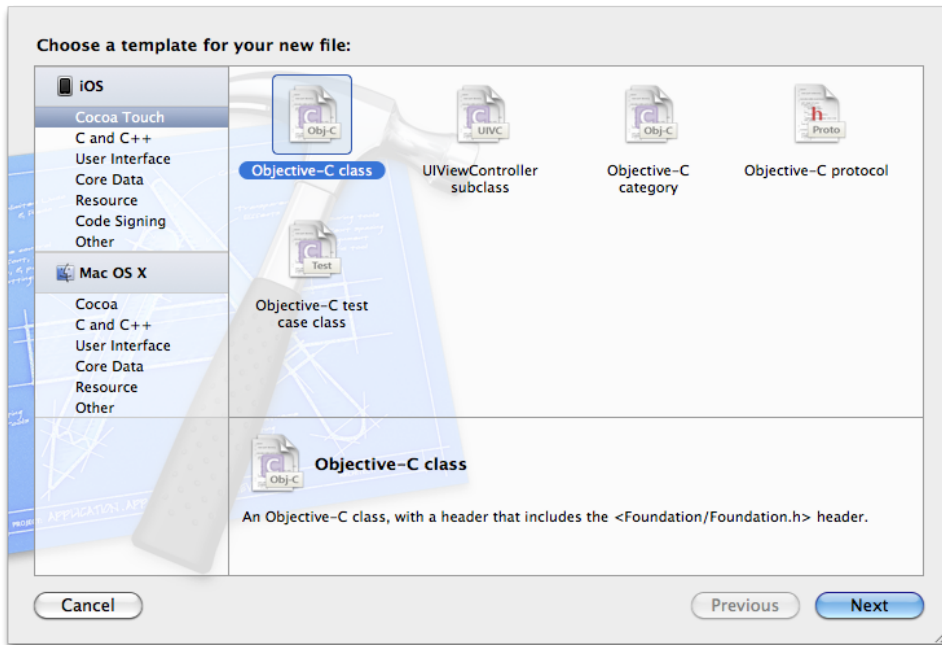 Choose a template for your new file:
iOS
Cocoa Touch
C and C++
User Interface
Core Data
Resource
Code Signing
Other
Mac OS X
Cocoa
C and C++
User Interface
Core Data
Resource
Other
Obj-C
UIVC
Obj-C
h
Proto
Objective-C class
UIViewController
subclass
Objective-C
category
Objective-C protocol
C
Test
Objective-C test
case class
Obj-C
Objective-C class
An Objective-C class, with a header that includes the <Foundation/Foundation.h> header.
APPLICATION, APP
Cancel
Previous
Next